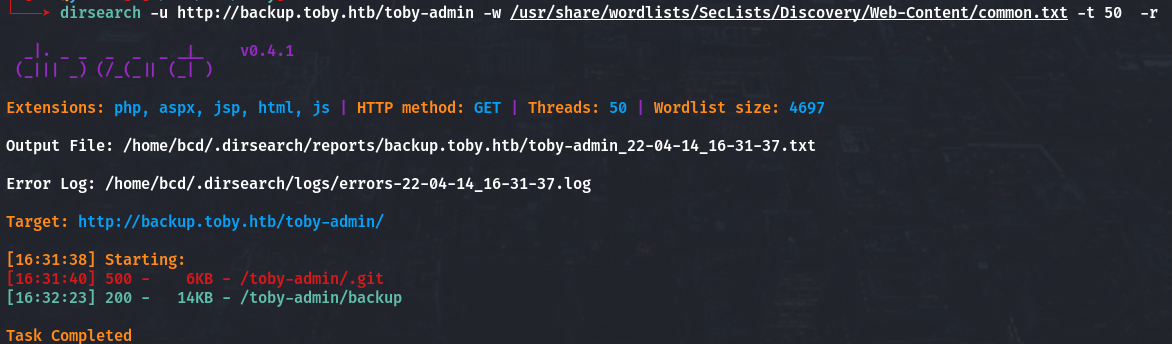 dirsearch -u http://backup.toby.htb/toby-admin -w /usr/share/wordlists/SecLists/Discovery/Web-Content/common.txt -t 50  -r
_|. _ _  _  _  _ _|_    v0.4.1
(_||| _) (/_(_|| (_| )
Extensions: php, aspx, jsp, html, js | HTTP method: GET | Threads: 50 | Wordlist size: 4697
Output File: /home/bcd/.dirsearch/reports/backup.toby.htb/toby-admin_22-04-14_16-31-37.txt
Error Log: /home/bcd/.dirsearch/logs/errors-22-04-14_16-31-37.log
Target: http://backup.toby.htb/toby-admin/
[16:31:38] Starting:
[16:31:40] 500 -    6KB - /toby-admin/.git
[16:32:23] 200 -   14KB - /toby-admin/backup
Task Completed